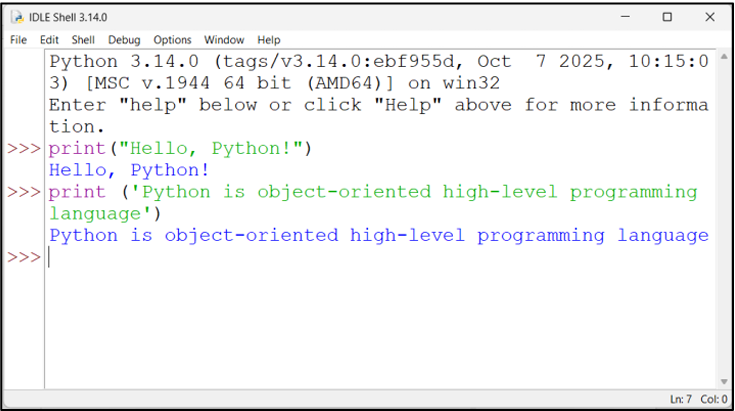 IDLE Shell 3.14.0
File Edit Shell Debug Options Window Help
Python 3.14.0 (tags/v3.14.0:ebf955d, Oct  7 2025, 10:15:0
3) [MSC v.1944 64 bit (AMD64)] on win32
Enter "help" below or click "Help" above for more informa
tion.
>>> print("Hello, Python!")
Hello, Python!
>>> print ('Python is object-oriented high-level programming
language')
Python is object-oriented high-level programming language
>>>
Ln: 7 Col: 0